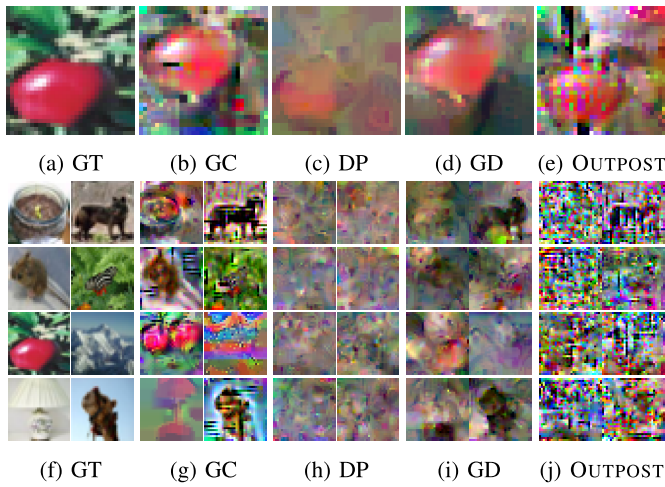 (a) GT (b) GC (c) DP (d) GD (e) OUTPOST
(f) GT (g) GC (h) DP (i) GD (j) OUTPOST